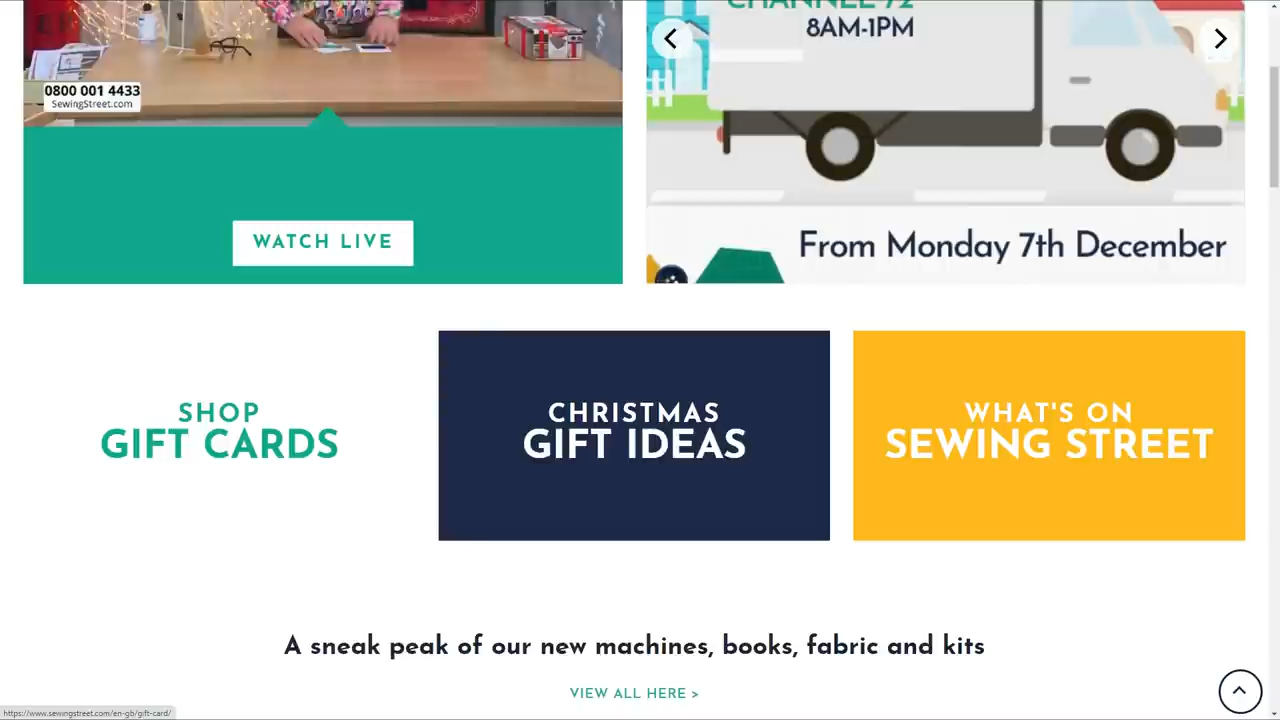 CHANNEL 72
8AM-1PM
0800 001 4433
SewingStreet.com
WATCH LIVE
From Monday 7th December
SHOP
GIFT CARDS
CHRISTMAS
GIFT IDEAS
WHAT'S ON
SEWING STREET
A sneak peak of our new machines, books, fabric and kits
VIEW ALL HERE >
https://www.sewingstreet.com/en-gb/gift-card/